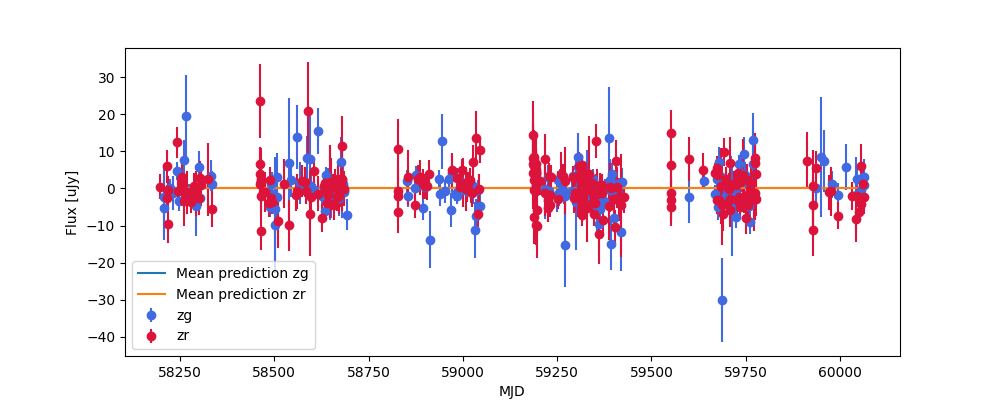 30
20
10
0
−10
−20
−30
−40
Flux [uJy]
Mean prediction zg
Mean prediction zr
zg
zr
58250 58500 58750 59000 59250 59500 59750 60000
MJD